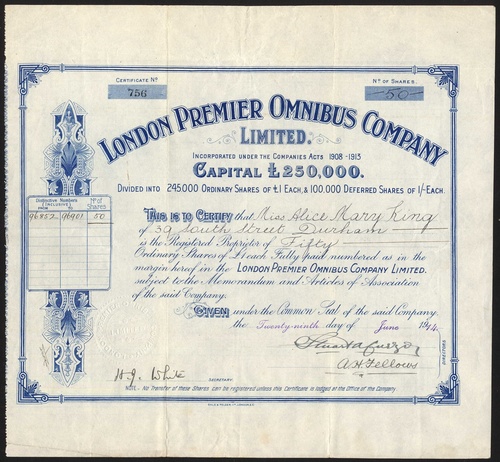 CERTIFICATE Nº
756
Nº OF SHARES.
—50—
LONDON PREMIER OMNIBUS COMPANY
LIMITED.
INCORPORATED UNDER THE COMPANIES ACTS 1908-1913
CAPITAL £250,000.
DIVIDED INTO 245000 ORDINARY SHARES OF £1 EACH, & 100,000 DEFERRED SHARES OF 1/- EACH.
Distinctive Numbers
(INCLUSIVE)
FROM TO
Nº of
Shares
96852 96901 50
THIS IS TO CERTIFY that Miss Alice Mary King
of 39 South Street Durham
is the Registered Proprietor of Fifty
Ordinary Shares of £1 each Fully paid numbered as in the
margin hereof in the LONDON PREMIER OMNIBUS COMPANY LIMITED.
subject to the Memorandum and Articles of Association
of the said Company.
GIVEN under the Common Seal of the said Company,
the Twenty-ninth day of June 1914.
A.H. Fellows
DIRECTORS
H.J. White
SECRETARY.
NOTE:- No Transfer of these Shares can be registered unless this Certificate is lodged at the Office of the Company.